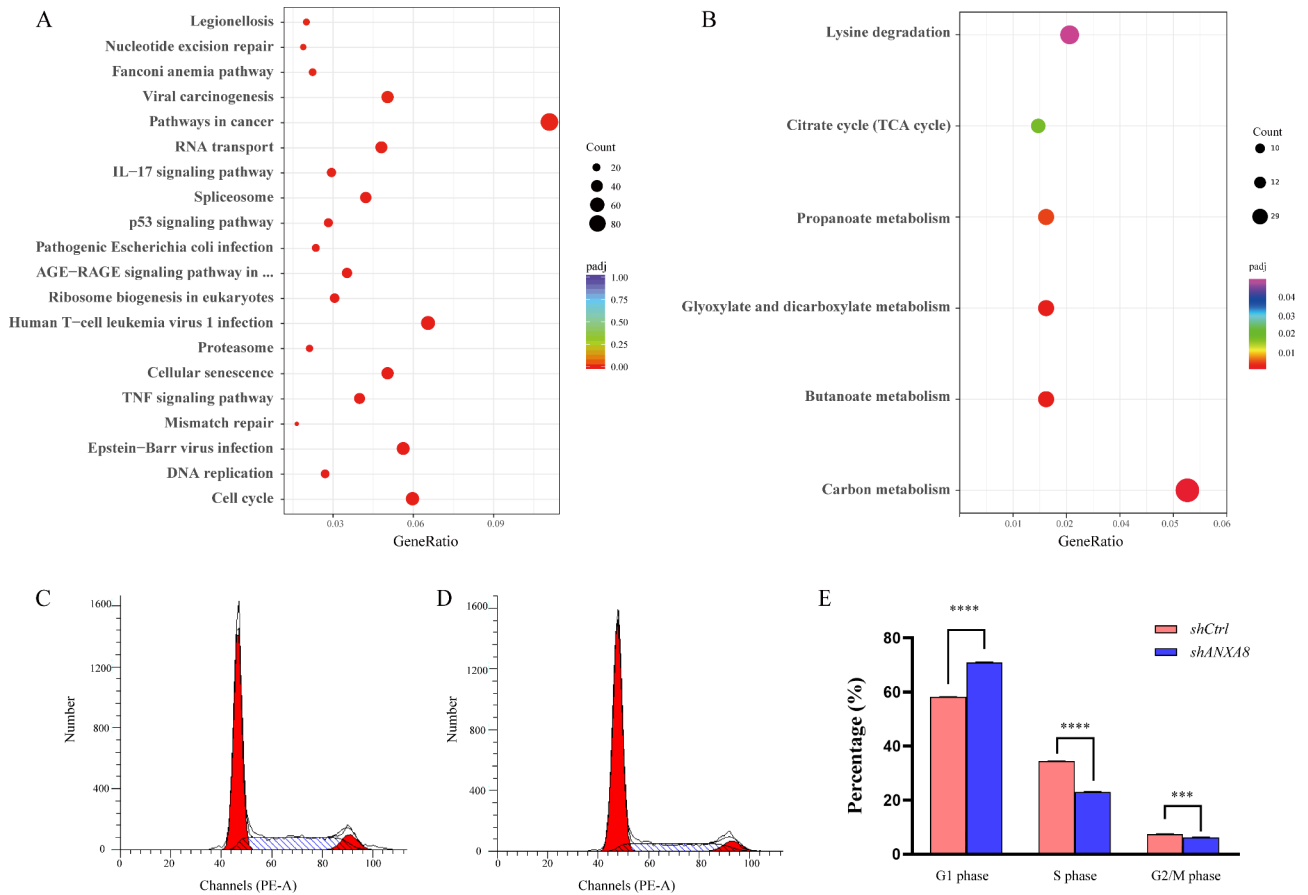 A
Legionellosis
Nucleotide excision repair
Fanconi anemia pathway
Viral carcinogenesis
Pathways in cancer
RNA transport
IL−17 signaling pathway
Spliceosome
p53 signaling pathway
Pathogenic Escherichia coli infection
AGE−RAGE signaling pathway in ...
Ribosome biogenesis in eukaryotes
Human T−cell leukemia virus 1 infection
Proteasome
Cellular senescence
TNF signaling pathway
Mismatch repair
Epstein−Barr virus infection
DNA replication
Cell cycle
0.03 0.06 0.09
GeneRatio
Count
20
40
60
80
padj
1.00
0.75
0.50
0.25
0.00
B
Lysine degradation
Citrate cycle (TCA cycle)
Propanoate metabolism
Glyoxylate and dicarboxylate metabolism
Butanoate metabolism
Carbon metabolism
0.01 0.02 0.04 0.05 0.06
GeneRatio
Count
10
12
29
padj
0.04
0.03
0.02
0.01
C
Number
1600
1200
800
400
0
0 20 40 60 80 100
Channels (PE-A)
D
Number
1600
1200
800
400
0
0 20 40 60 80 100
Channels (PE-A)
E
Percentage (%)
80
60
40
20
0
****
****
***
G1 phase S phase G2/M phase
shCtrl
shANXA8